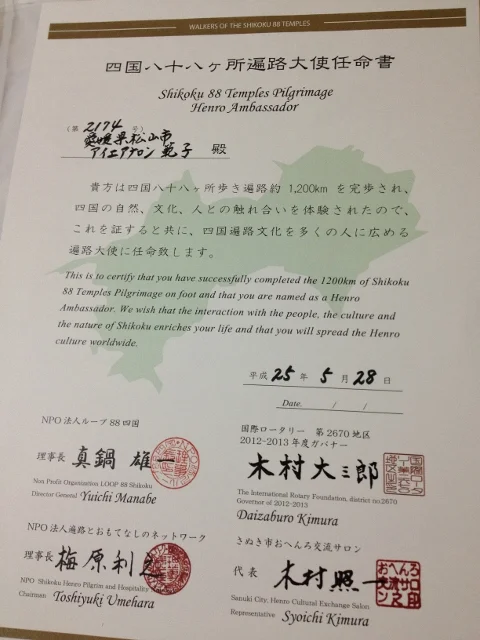 WALKERS OF THE SHIKOKU 88 TEMPLES
四国八十八ヶ所遍路大使任命書
Shikoku 88 Temples Pilgrimage
Henro Ambassador
（第 2174 号）
愛媛県松山市
殿
貴方は四国八十八ヶ所歩き遍路約1,200kmを完歩され、
四国の自然、文化、人との触れ合いを体験されたので、
これを証すると共に、四国遍路文化を多くの人に広める
遍路大使に任命致します。
This is to certify that you have successfully completed the 1200km of Shikoku
88 Temples Pilgrimage on foot and that you are named as a Henro
Ambassador. We wish that the interaction with the people, the culture and
the nature of Shikoku enriches your life and that you will spread the Henro
culture worldwide.
平成 25 年 5 月 28 日
Date. / /
NPO法人ループ88四国
理事長 真鍋 雄一
Non Profit Organization LOOP 88 Shikoku
Director General Yuichi Manabe
国際ロータリー 第2670地区
2012-2013年度ガバナー
木村大三郎
The International Rotary Foundation, district no.2670
Governor of 2012-2013
Daizaburo Kimura
NPO法人遍路とおもてなしのネットワーク
理事長 梅原利之
NPO Shikoku Henro Pilgrim and Hospitality
Chairman Toshiyuki Umehara
さぬき市おへんろ交流サロン
代表 木村照一
Sanuki City, Henro Cultural Exchange Salon
Representive Syoichi Kimura